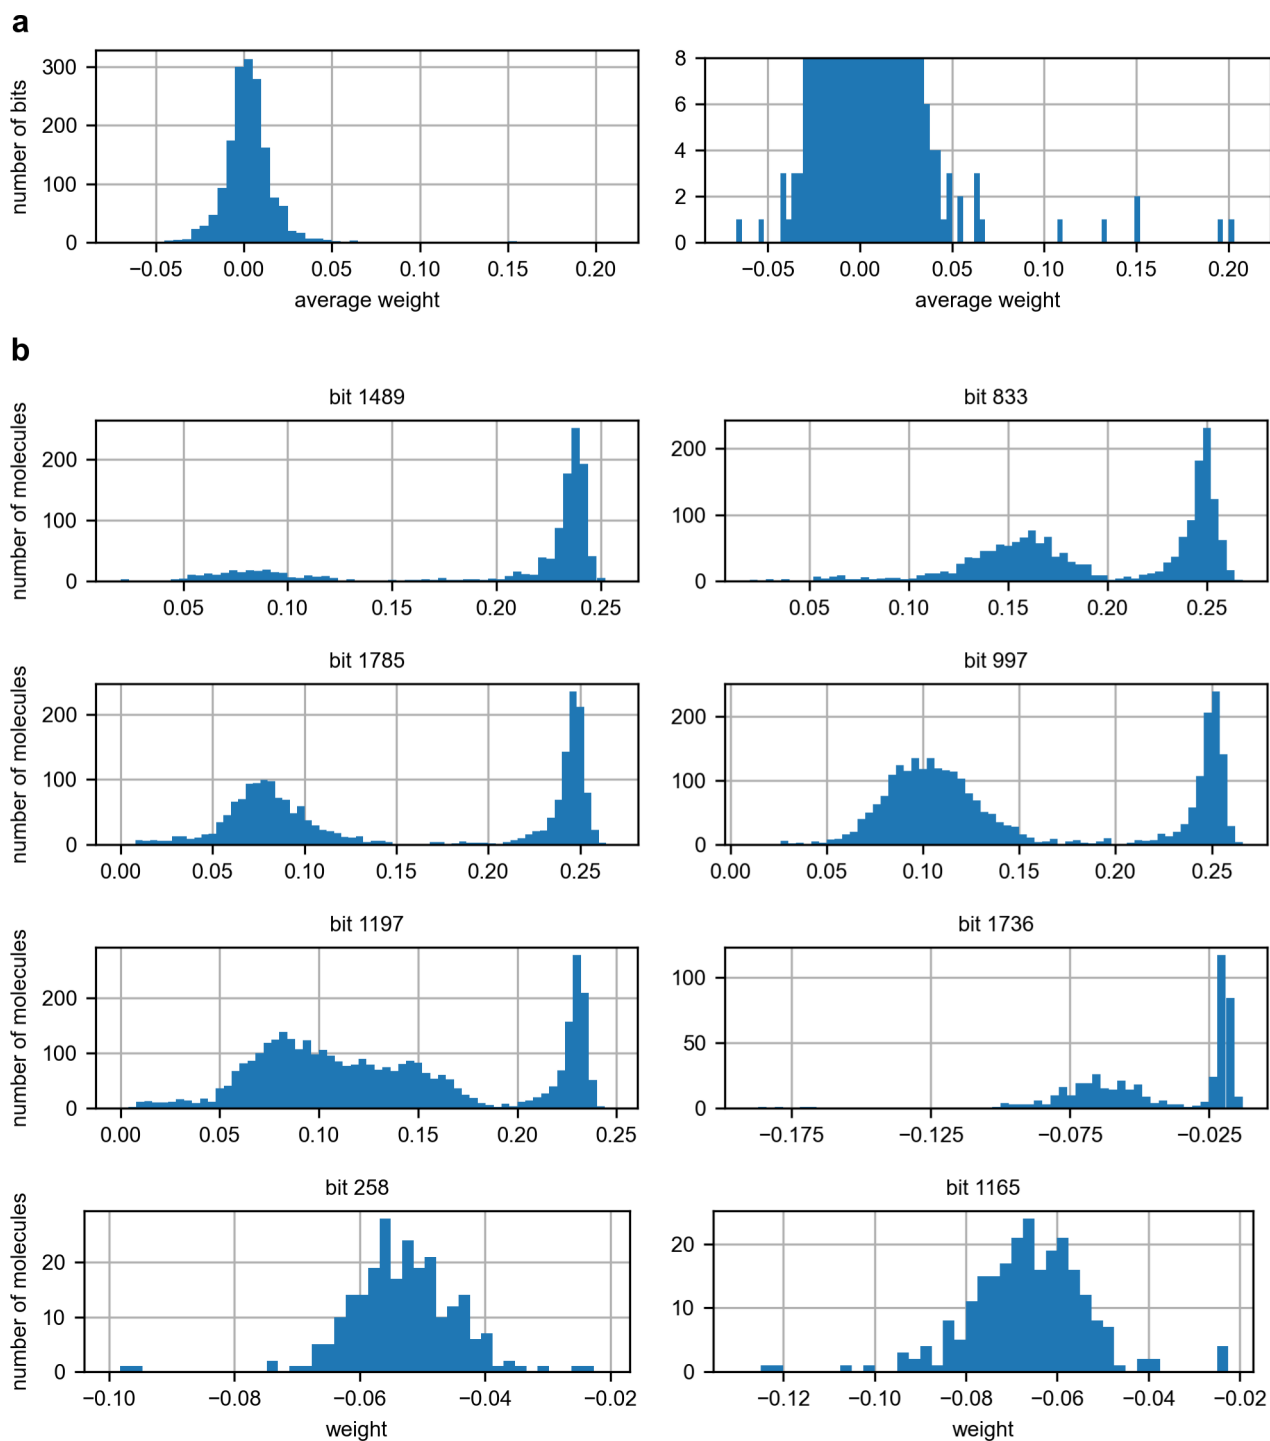 a
300
200
100
0
number of bits
−0.05 0.00 0.05 0.10 0.15 0.20
average weight
8
6
4
2
0
−0.05 0.00 0.05 0.10 0.15 0.20
average weight
b
bit 1489
number of molecules
200
100
0
0.05 0.10 0.15 0.20 0.25
bit 833
200
100
0
0.05 0.10 0.15 0.20 0.25
bit 1785
number of molecules
200
100
0
0.00 0.05 0.10 0.15 0.20 0.25
bit 997
200
100
0
0.00 0.05 0.10 0.15 0.20 0.25
bit 1197
number of molecules
200
100
0
0.00 0.05 0.10 0.15 0.20 0.25
bit 1736
100
50
0
−0.175 −0.125 −0.075 −0.025
bit 258
number of molecules
20
10
0
−0.10 −0.08 −0.06 −0.04 −0.02
weight
bit 1165
20
10
0
−0.12 −0.10 −0.08 −0.06 −0.04 −0.02
weight